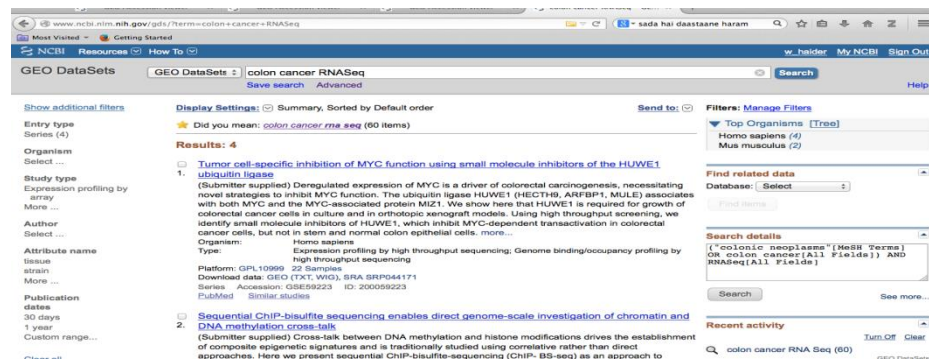 www.ncbi.nlm.nih.gov/gds/?term=colon+cancer+RNASeq
sada hai daastaane haram
Most Visited
Getting Started
NCBI Resources How To
w_haider My NCBI Sign Out
GEO DataSets
GEO DataSets colon cancer RNASeq
Search
Save search Advanced
Help
Show additional filters
Entry type
Series (4)
Organism
Select ...
Study type
Expression profiling by
array
More ...
Author
Select ...
Attribute name
tissue
strain
More ...
Publication
dates
30 days
1 year
Custom range...
Clear all
Display Settings: Summary, Sorted by Default order
Send to:
Did you mean: colon cancer rna seq (60 items)
Results: 4
1. Tumor cell-specific inhibition of MYC function using small molecule inhibitors of the HUWE1
ubiquitin ligase
(Submitter supplied) Deregulated expression of MYC is a driver of colorectal carcinogenesis, necessitating
novel strategies to inhibit MYC function. The ubiquitin ligase HUWE1 (HECTH9, ARFBP1, MULE) associates
with both MYC and the MYC-associated protein MIZ1. We show here that HUWE1 is required for growth of
colorectal cancer cells in culture and in orthotopic xenograft models. Using high throughput screening, we
identify small molecule inhibitors of HUWE1, which inhibit MYC-dependent transactivation in colorectal
cancer cells, but not in stem and normal colon epithelial cells. more...
Organism: Homo sapiens
Type: Expression profiling by high throughput sequencing; Genome binding/occupancy profiling by
high throughput sequencing
Platform: GPL10999 22 Samples
Download data: GEO (TXT, WIG), SRA SRP044171
Series Accession: GSE59223 ID: 200059223
PubMed Similar studies
2. Sequential ChIP-bisulfite sequencing enables direct genome-scale investigation of chromatin and
DNA methylation cross-talk
(Submitter supplied) Cross-talk between DNA methylation and histone modifications drives the establishment
of composite epigenetic signatures and is traditionally studied using correlative rather than direct
approaches. Here we present sequential ChIP-bisulfite-sequencing (ChIP- BS-seq) as an approach to
Filters: Manage Filters
Top Organisms [Tree]
Homo sapiens (4)
Mus musculus (2)
Find related data
Database: Select
Find items
Search details
("colonic neoplasms"[MeSH Terms]
OR colon cancer[All Fields]) AND
RNASeq[All Fields]
Search
See more...
Recent activity
Turn Off Clear
colon cancer RNA Seq (60)
GEO DataSets